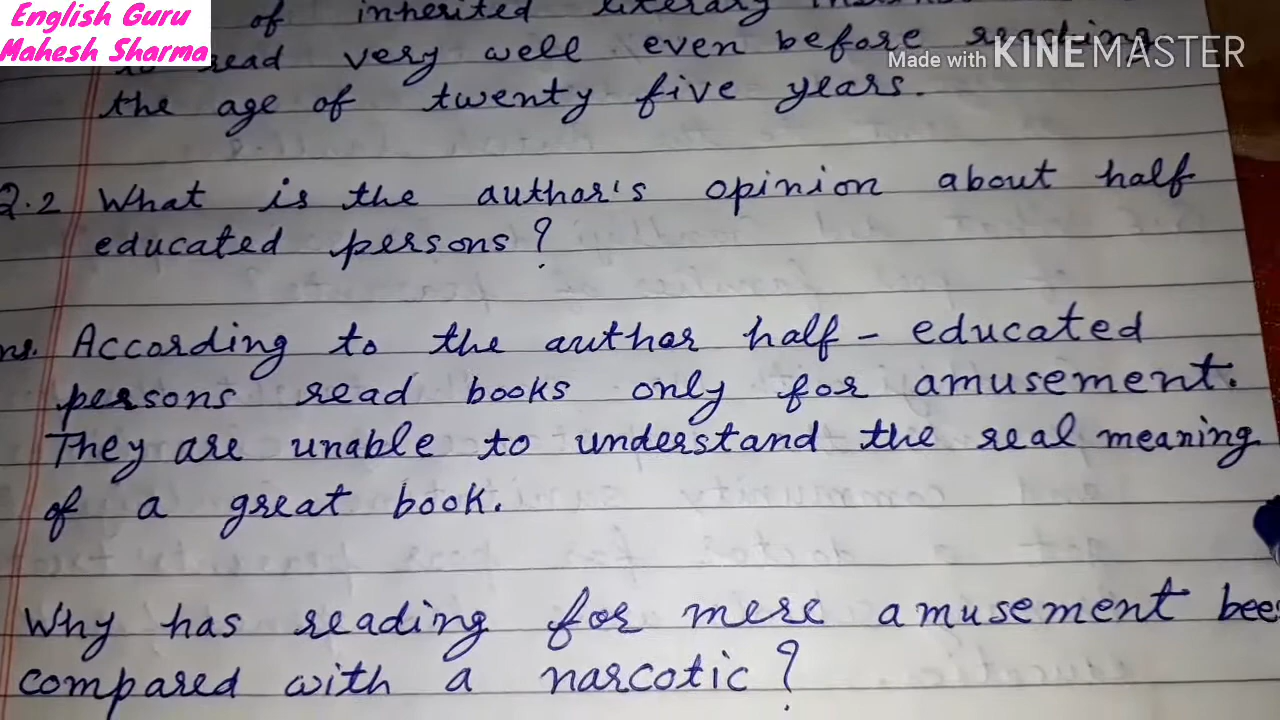 English Guru
Mahesh Sharma
Made with KINEMASTER
of inherited literary
read very well even before reaching
the age of twenty five years.
Q.2 What is the author's opinion about half
educated persons?
Ans. According to the author half - educated
persons read books only for amusement.
They are unable to understand the real meaning
of a great book.
Why has reading for mere amusement
compared with a narcotic?